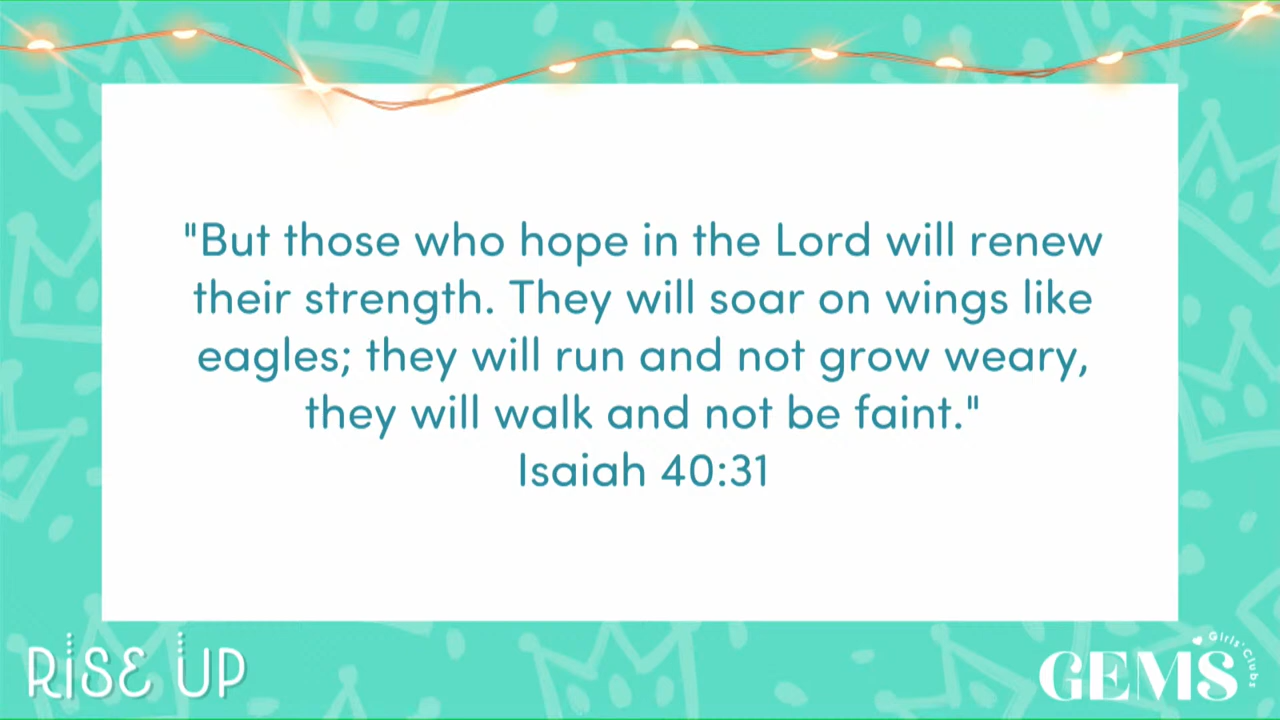 "But those who hope in the Lord will renew
their strength. They will soar on wings like
eagles; they will run and not grow weary,
they will walk and not be faint."
Isaiah 40:31
RISE UP
GEMS
Girls' Clubs